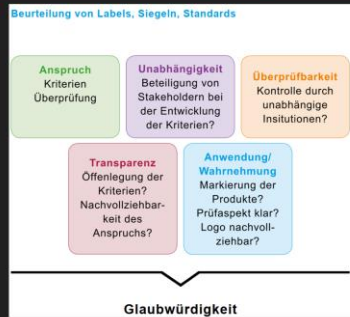 Beurteilung von Labels, Siegeln, Standards
Anspruch
Kriterien
Überprüfung
Unabhängigkeit
Beteiligung von
Stakeholdern bei
der Entwicklung
der Kriterien?
Überprüfbarkeit
Kontrolle durch
unabhängige
Insitutionen?
Transparenz
Öffenlegung der
Kriterien?
Nachvollziehbar-
keit des
Anspruchs?
Anwendung/
Wahrnehmung
Markierung der
Produkte?
Prüfaspekt klar?
Logo nachvoll-
ziehbar?
Glaubwürdigkeit